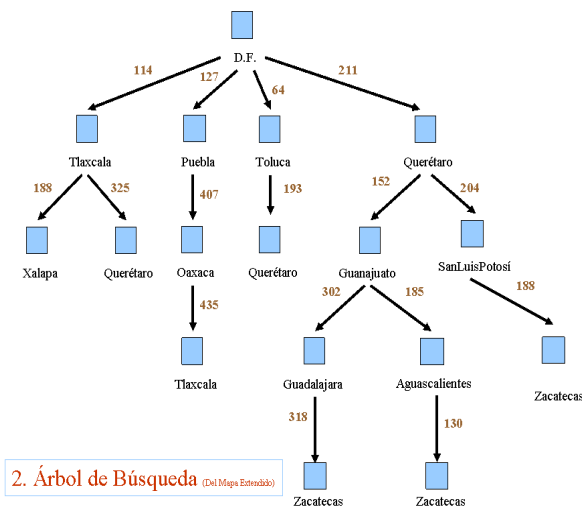 D.F.
114
127
64
211
Tlaxcala
Puebla
Toluca
Querétaro
188
325
407
193
152
204
Xalapa
Querétaro
Oaxaca
Querétaro
Guanajuato
SanLuisPotosí
435
302
185
188
Tlaxcala
Guadalajara
Aguascalientes
Zacatecas
318
130
2. Árbol de Búsqueda (Del Mapa Extendido)
Zacatecas
Zacatecas